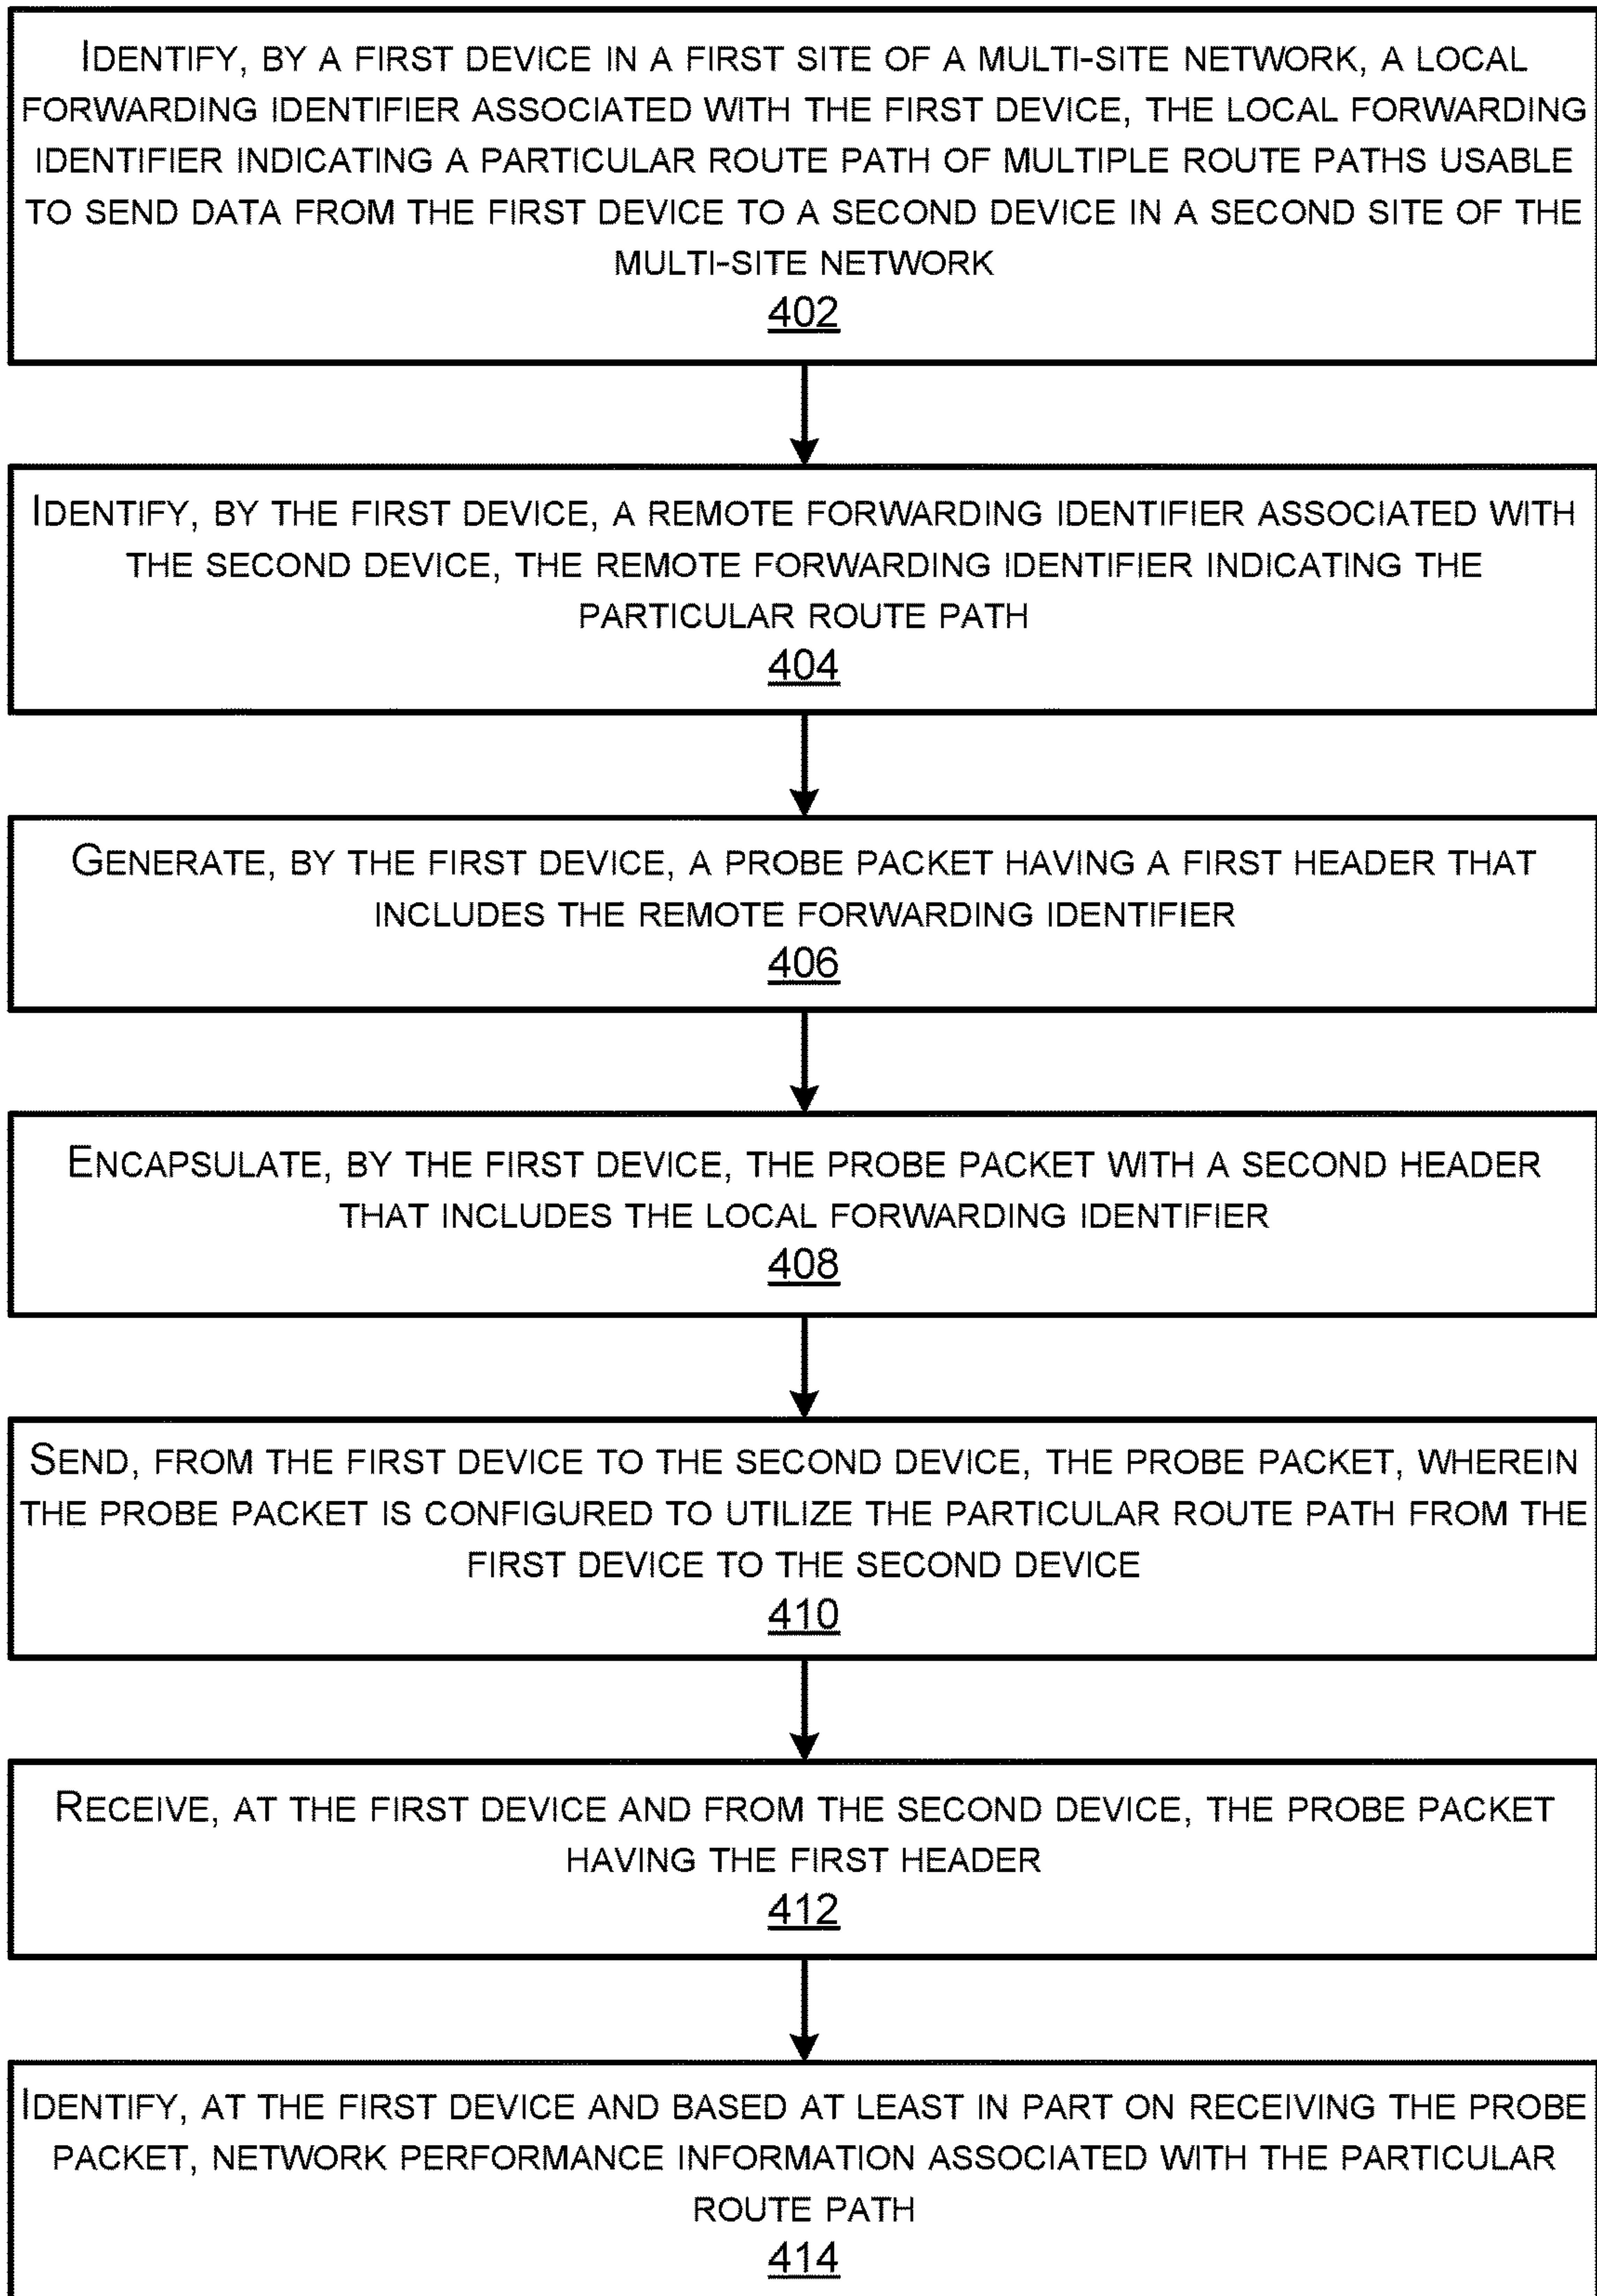 IDENTIFY, BY A FIRST DEVICE IN A FIRST SITE OF A MULTI-SITE NETWORK, A LOCAL
FORWARDING IDENTIFIER ASSOCIATED WITH THE FIRST DEVICE, THE LOCAL FORWARDING
IDENTIFIER INDICATING A PARTICULAR ROUTE PATH OF MULTIPLE ROUTE PATHS USABLE
TO SEND DATA FROM THE FIRST DEVICE TO A SECOND DEVICE IN A SECOND SITE OF THE
MULTI-SITE NETWORK
402
IDENTIFY, BY THE FIRST DEVICE, A REMOTE FORWARDING IDENTIFIER ASSOCIATED WITH
THE SECOND DEVICE, THE REMOTE FORWARDING IDENTIFIER INDICATING THE
PARTICULAR ROUTE PATH
404
GENERATE, BY THE FIRST DEVICE, A PROBE PACKET HAVING A FIRST HEADER THAT
INCLUDES THE REMOTE FORWARDING IDENTIFIER
406
ENCAPSULATE, BY THE FIRST DEVICE, THE PROBE PACKET WITH A SECOND HEADER
THAT INCLUDES THE LOCAL FORWARDING IDENTIFIER
408
SEND, FROM THE FIRST DEVICE TO THE SECOND DEVICE, THE PROBE PACKET, WHEREIN
THE PROBE PACKET IS CONFIGURED TO UTILIZE THE PARTICULAR ROUTE PATH FROM THE
FIRST DEVICE TO THE SECOND DEVICE
410
RECEIVE, AT THE FIRST DEVICE AND FROM THE SECOND DEVICE, THE PROBE PACKET
HAVING THE FIRST HEADER
412
IDENTIFY, AT THE FIRST DEVICE AND BASED AT LEAST IN PART ON RECEIVING THE PROBE
PACKET, NETWORK PERFORMANCE INFORMATION ASSOCIATED WITH THE PARTICULAR
ROUTE PATH
414